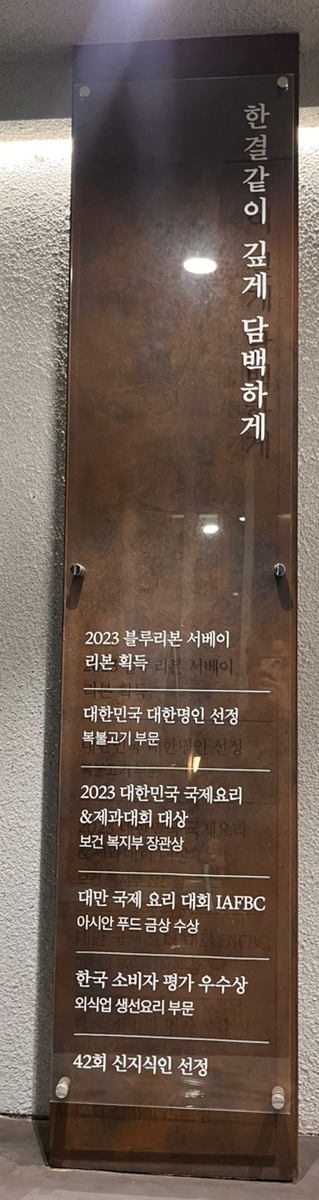 한결같이 깊게 담백하게
2023 블루리본 서베이
리본 획득
대한민국 대한명인 선정
복불고기 부문
2023 대한민국 국제요리
&제과대회 대상
보건 복지부 장관상
대만 국제 요리 대회 IAFBC
아시안 푸드 금상 수상
한국 소비자 평가 우수상
외식업 생선요리 부문
42회 신지식인 선정